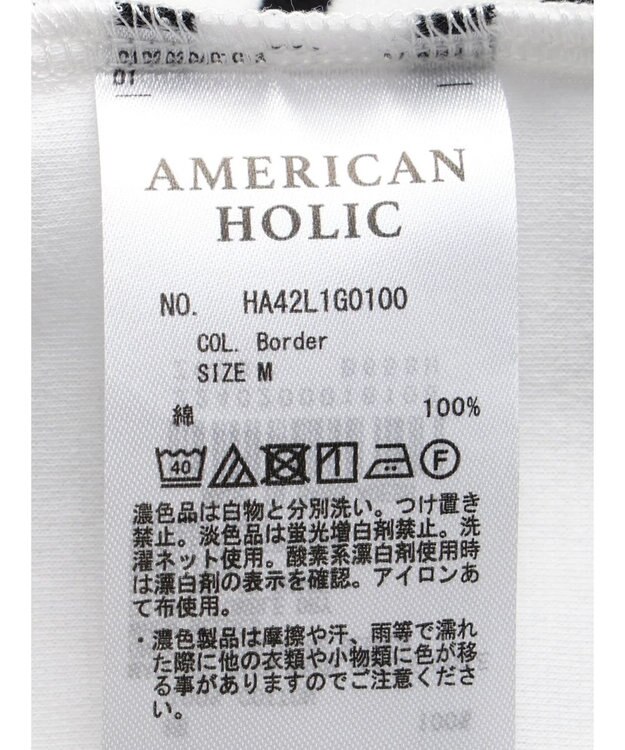 01
AMERICAN
HOLIC
NO. HA42L1G0100
COL. Border
SIZE M
綿 100%
40 F
濃色品は白物と分別洗い。つけ置き
禁止。淡色品は蛍光増白剤禁止。洗
濯ネット使用。酸素系漂白剤使用時
は漂白剤の表示を確認。アイロンあ
て布使用。
・濃色製品は摩擦や汗、雨等で濡れ
た際に他の衣類や小物類に色が移
る事がありますのでご注意くださ
い。